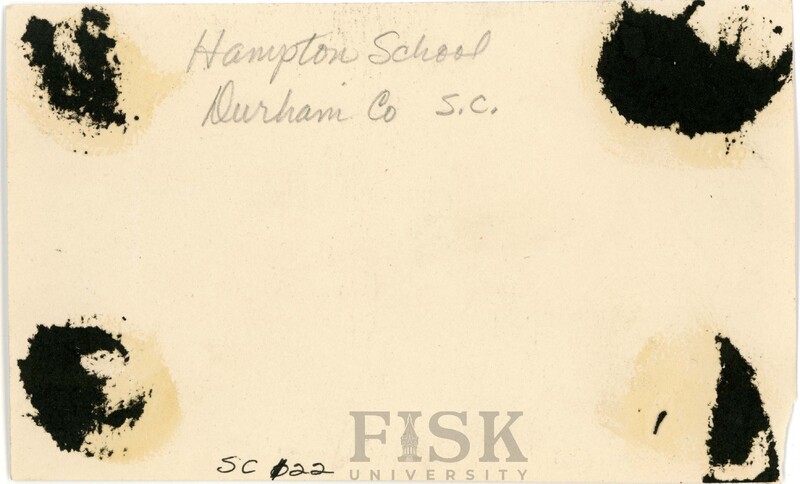 Hampton School
Durham Co S.C.
SC 022
FISK
UNIVERSITY